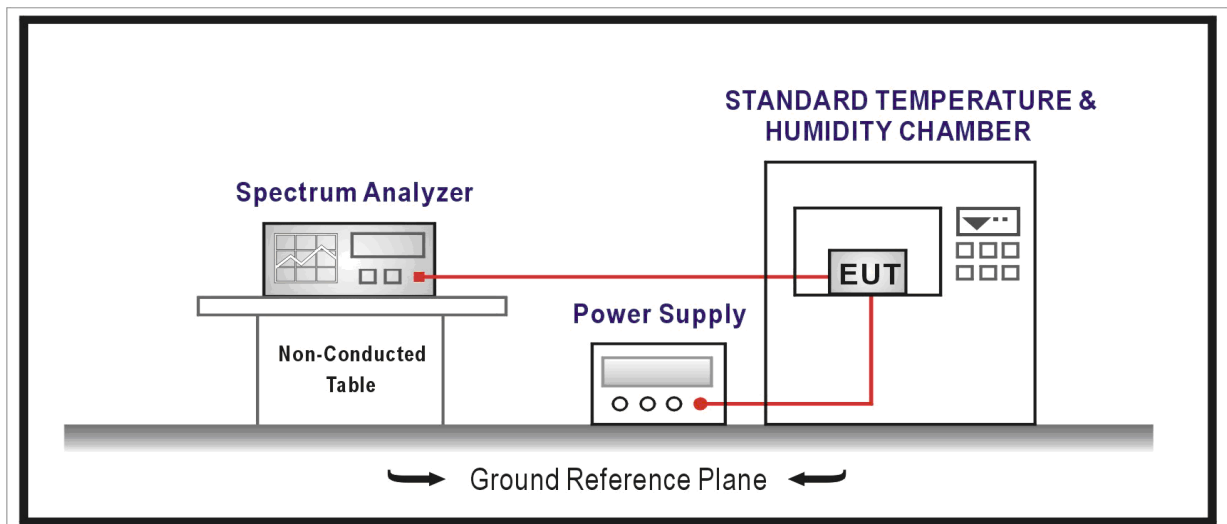 STANDARD TEMPERATURE &
HUMIDITY CHAMBER
Spectrum Analyzer
EUT
Power Supply
Non-Conducted
Table
Ground Reference Plane